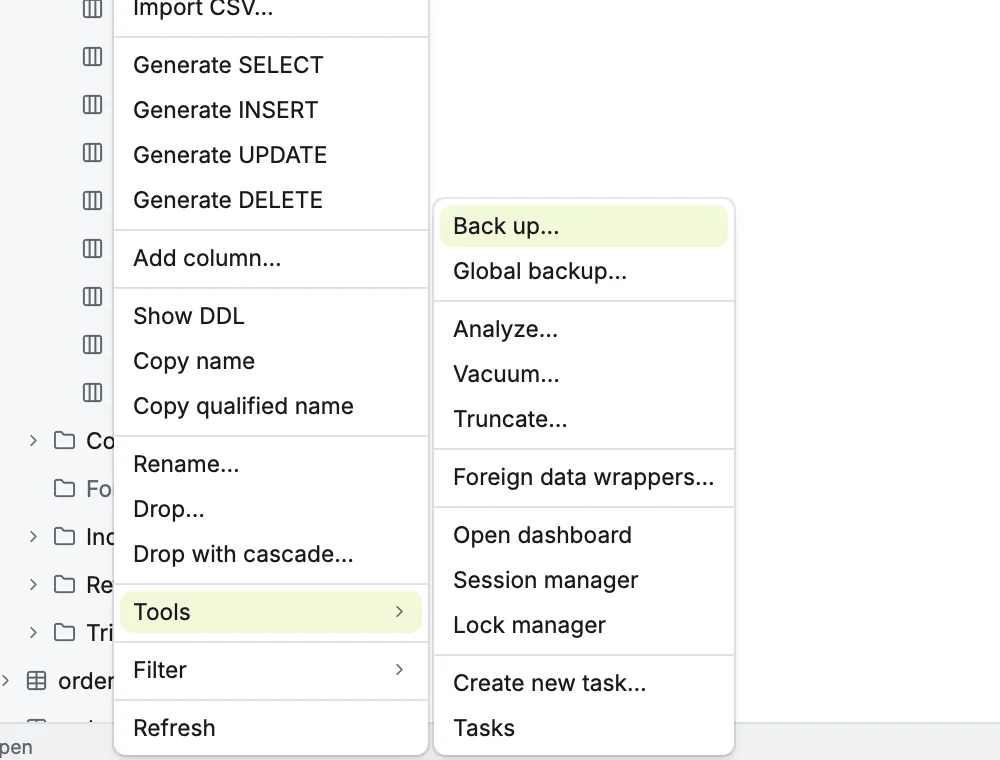 Import CSV...
Generate SELECT
Generate INSERT
Generate UPDATE
Generate DELETE
Add column...
Show DDL
Copy name
Copy qualified name
Rename...
Drop...
Drop with cascade...
Tools
Filter
Refresh
Back up...
Global backup...
Analyze...
Vacuum...
Truncate...
Foreign data wrappers...
Open dashboard
Session manager
Lock manager
Create new task...
Tasks